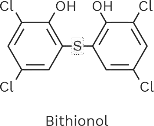 Cl OH OH Cl
S
Cl Cl
Bithionol